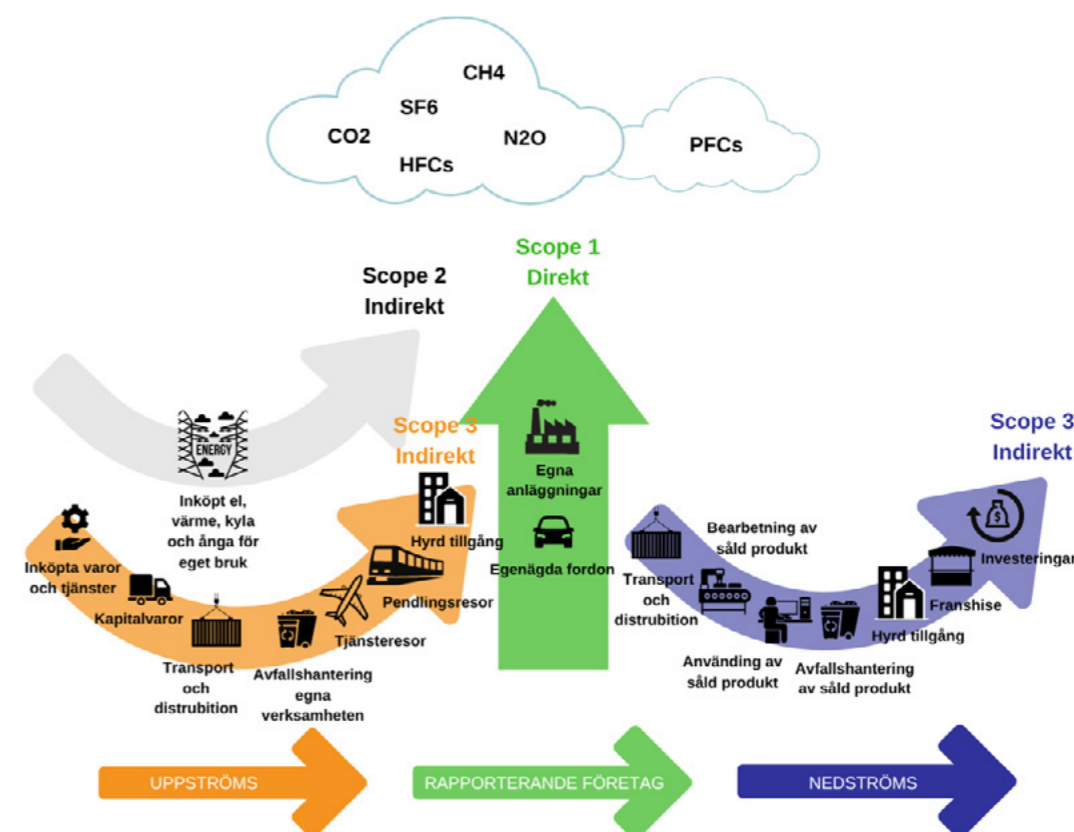 CH4
SF6
CO2
N2O
HFCs
PFCs
Scope 1
Direkt
Scope 2
Indirekt
ENERGY
Inköpt el,
värme, kyla
och ånga för
eget bruk
Scope 3
Indirekt
Inköpta varor
och tjänster
Kapitalvaror
Transport
och
distrubition
Avfallshantering
egna
verksamheten
Tjänsteresor
Pendlingsresor
Hyrd tillgång
Egna
anläggningar
Egenägda fordon
Scope 3
Indirekt
Transport
och
distrubition
Bearbetning av
såld produkt
Använding av
såld produkt
Avfallshantering
av såld produkt
Hyrd tillgång
Franshise
Investeringar
$
UPPSTRÖMS
RAPPORTERANDE FÖRETAG
NEDSTRÖMS